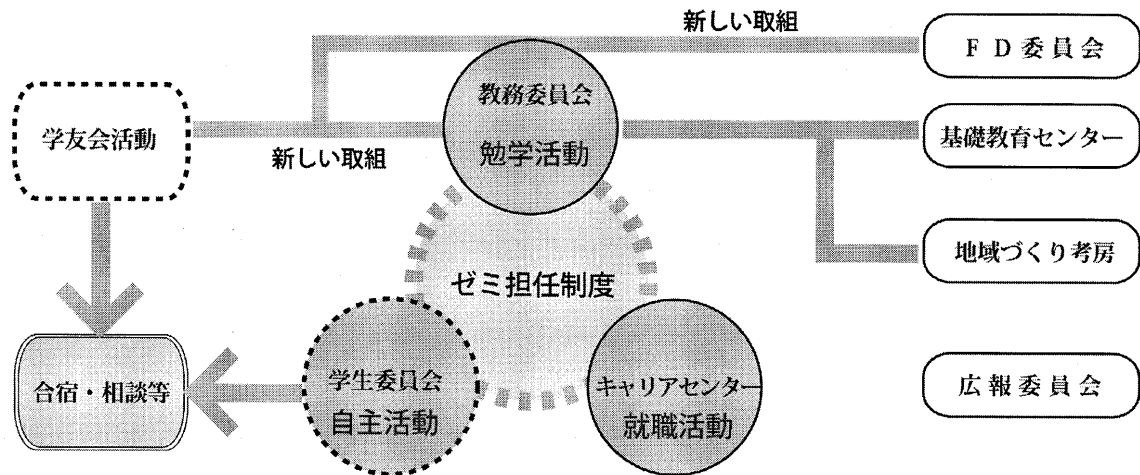 新しい取組
FD委員会
学友会活動
新しい取組
教務委員会
勉学活動
基礎教育センター
地域づくり考房
ゼミ担任制度
合宿・相談等
学生委員会
自主活動
キャリアセンター
就職活動
広報委員会